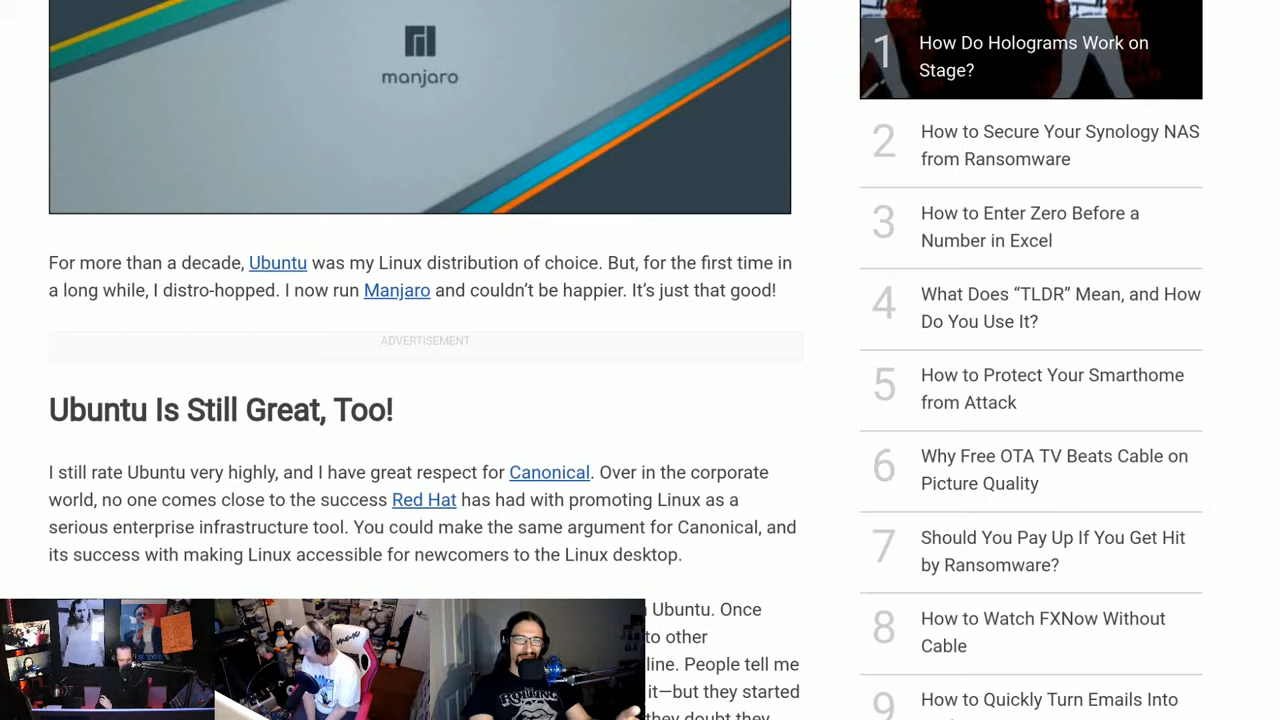 manjaro
For more than a decade, Ubuntu was my Linux distribution of choice. But, for the first time in
a long while, I distro-hopped. I now run Manjaro and couldn’t be happier. It’s just that good!
ADVERTISEMENT
Ubuntu Is Still Great, Too!
I still rate Ubuntu very highly, and I have great respect for Canonical. Over in the corporate
world, no one comes close to the success Red Hat has had with promoting Linux as a
serious enterprise infrastructure tool. You could make the same argument for Canonical, and
its success with making Linux accessible for newcomers to the Linux desktop.
Ubuntu. Once
to other
line. People tell me
it—but they started
they doubt they
1
How Do Holograms Work on
Stage?
2
How to Secure Your Synology NAS
from Ransomware
3
How to Enter Zero Before a
Number in Excel
4
What Does “TLDR” Mean, and How
Do You Use It?
5
How to Protect Your Smarthome
from Attack
6
Why Free OTA TV Beats Cable on
Picture Quality
7
Should You Pay Up If You Get Hit
by Ransomware?
8
How to Watch FXNow Without
Cable
9
How to Quickly Turn Emails Into